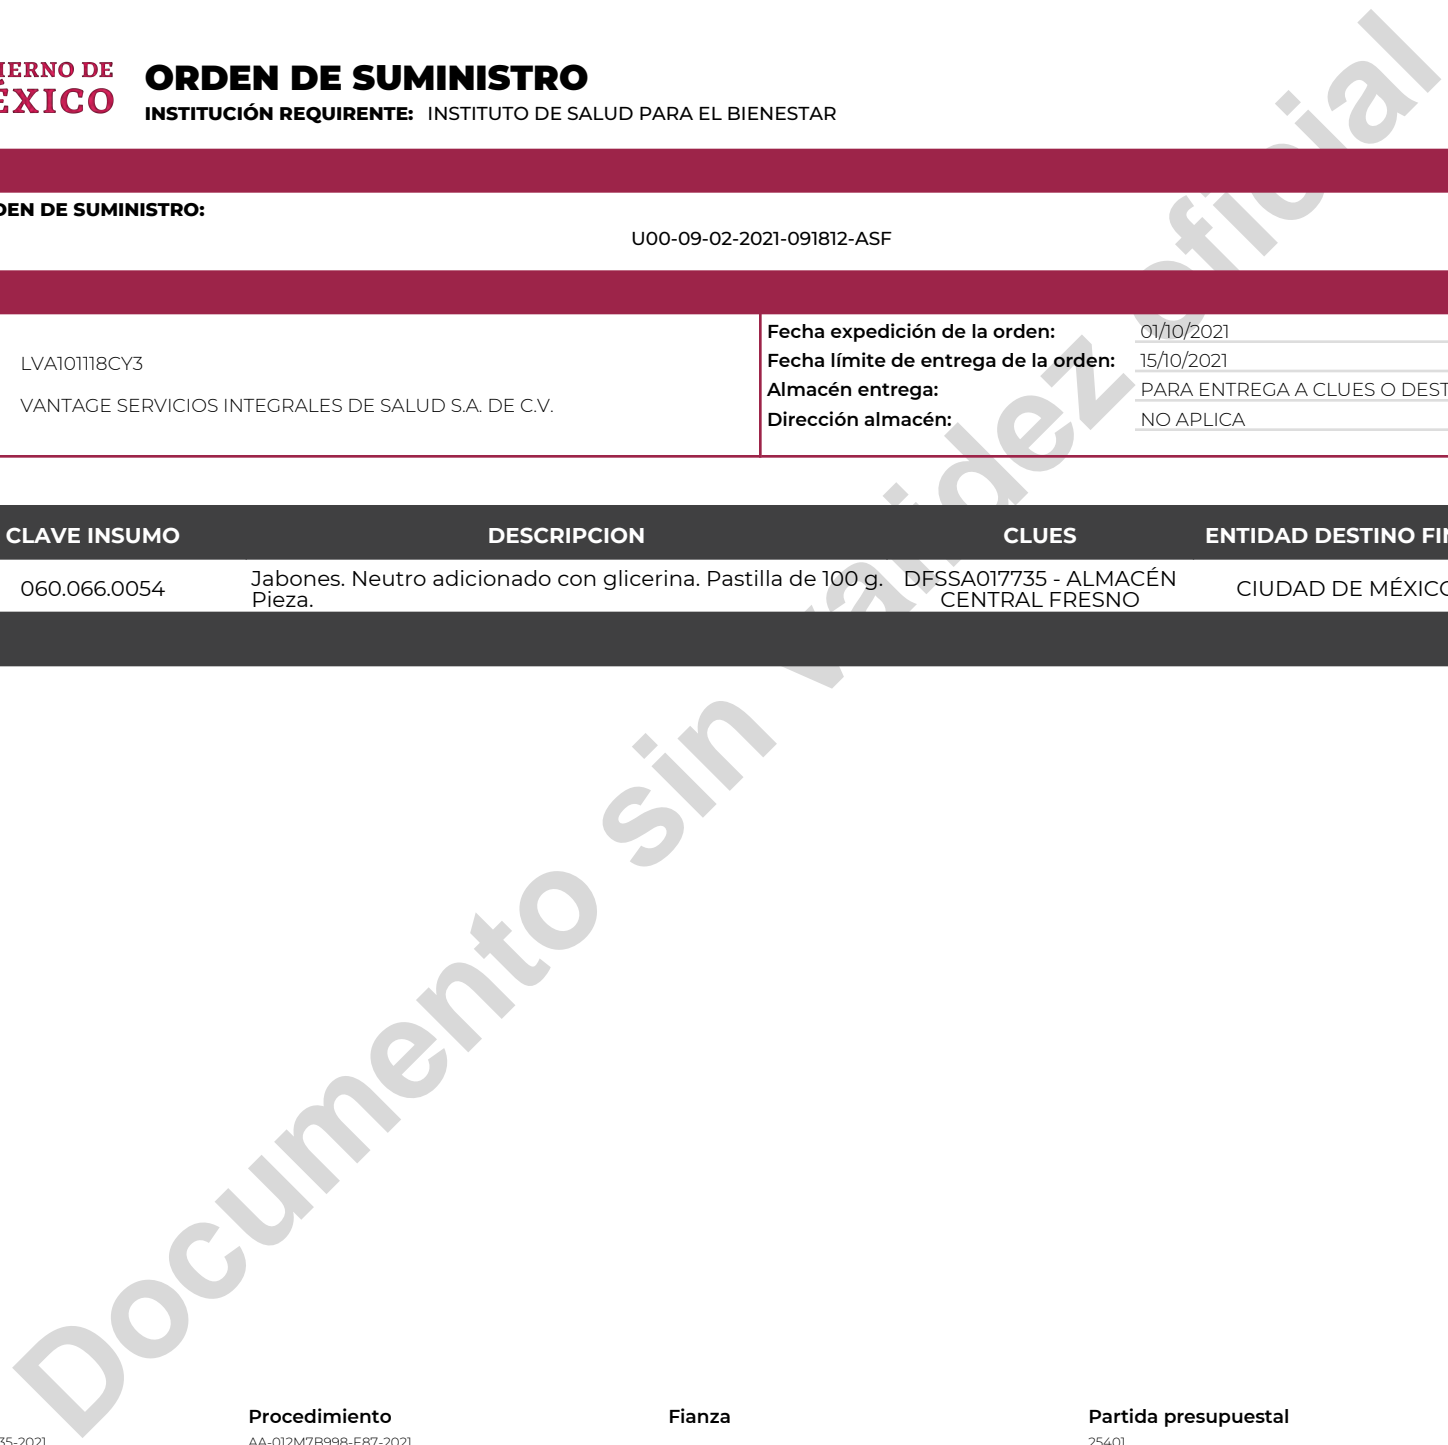 IERNO DE
ÉXICO
ORDEN DE SUMINISTRO
INSTITUCIÓN REQUIRENTE: INSTITUTO DE SALUD PARA EL BIENESTAR
DEN DE SUMINISTRO:
U00-09-02-2021-091812-ASF
LVA101118CY3
VANTAGE SERVICIOS INTEGRALES DE SALUD S.A. DE C.V.
Fecha expedición de la orden: 01/10/2021
Fecha límite de entrega de la orden: 15/10/2021
Almacén entrega: PARA ENTREGA A CLUES O DEST
Dirección almacén: NO APLICA
CLAVE INSUMO DESCRIPCION CLUES ENTIDAD DESTINO FIN
060.066.0054
Jabones. Neutro adicionado con glicerina. Pastilla de 100 g.
Pieza.
DFSSA017735 - ALMACÉN
CENTRAL FRESNO
CIUDAD DE MÉXICO
Documento sin validez oficial
Procedimiento Fianza Partida presupuestal
35-2021 AA-012M7B998-E87-2021 25401